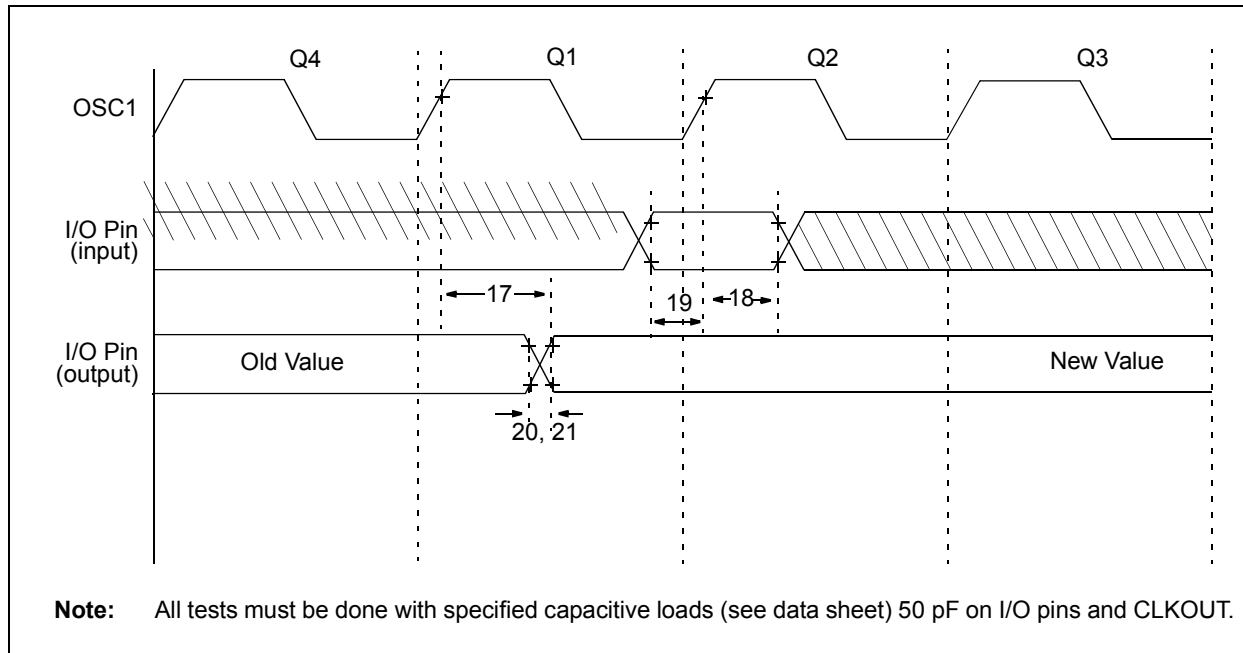 Q4 Q1 Q2 Q3
OSC1
I/O Pin
(input)
17 19 18
I/O Pin
(output)
Old Value New Value
20, 21
Note: All tests must be done with specified capacitive loads (see data sheet) 50 pF on I/O pins and CLKOUT.